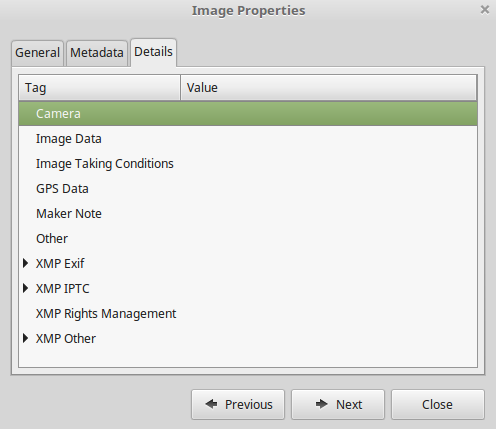 Image Properties
General Metadata Details
Tag Value
Camera
Image Data
Image Taking Conditions
GPS Data
Maker Note
Other
XMP Exif
XMP IPTC
XMP Rights Management
XMP Other
Previous Next Close